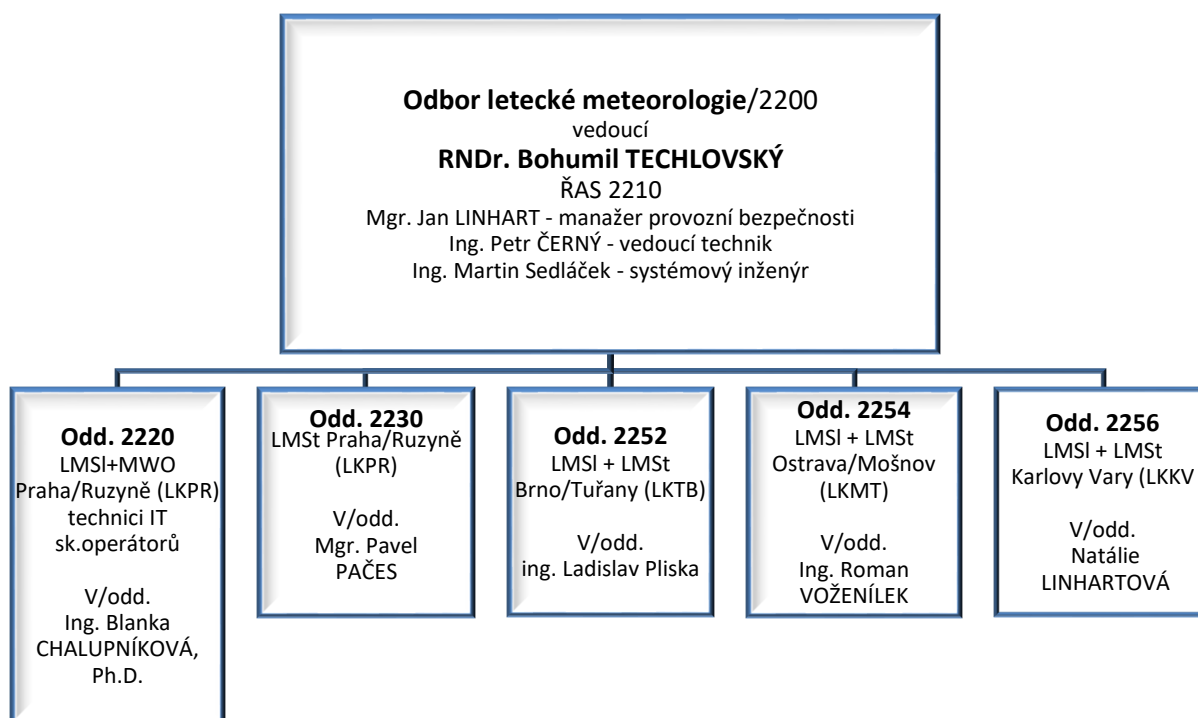 Odbor letecké meteorologie/2200
vedoucí
RNDr. Bohumil TECHLOVSKÝ
ŘAS 2210
Mgr. Jan LINHART - manažer provozní bezpečnosti
Ing. Petr ČERNÝ - vedoucí technik
Ing. Martin Sedláček - systémový inženýr
Odd. 2220
LMSl+MWO
Praha/Ruzyně (LKPR)
technici IT
sk.operátorů
V/odd.
Ing. Blanka
CHALUPNÍKOVÁ,
Ph.D.
Odd. 2230
LMSt Praha/Ruzyně
(LKPR)
V/odd.
Mgr. Pavel
PAČES
Odd. 2252
LMSl + LMSt
Brno/Tuřany (LKTB)
V/odd.
ing. Ladislav Pliska
Odd. 2254
LMSl + LMSt
Ostrava/Mošnov
(LKMT)
V/odd.
Ing. Roman
VOŽENÍLEK
Odd. 2256
LMSl + LMSt
Karlovy Vary (LKKV
V/odd.
Natálie
LINHARTOVÁ